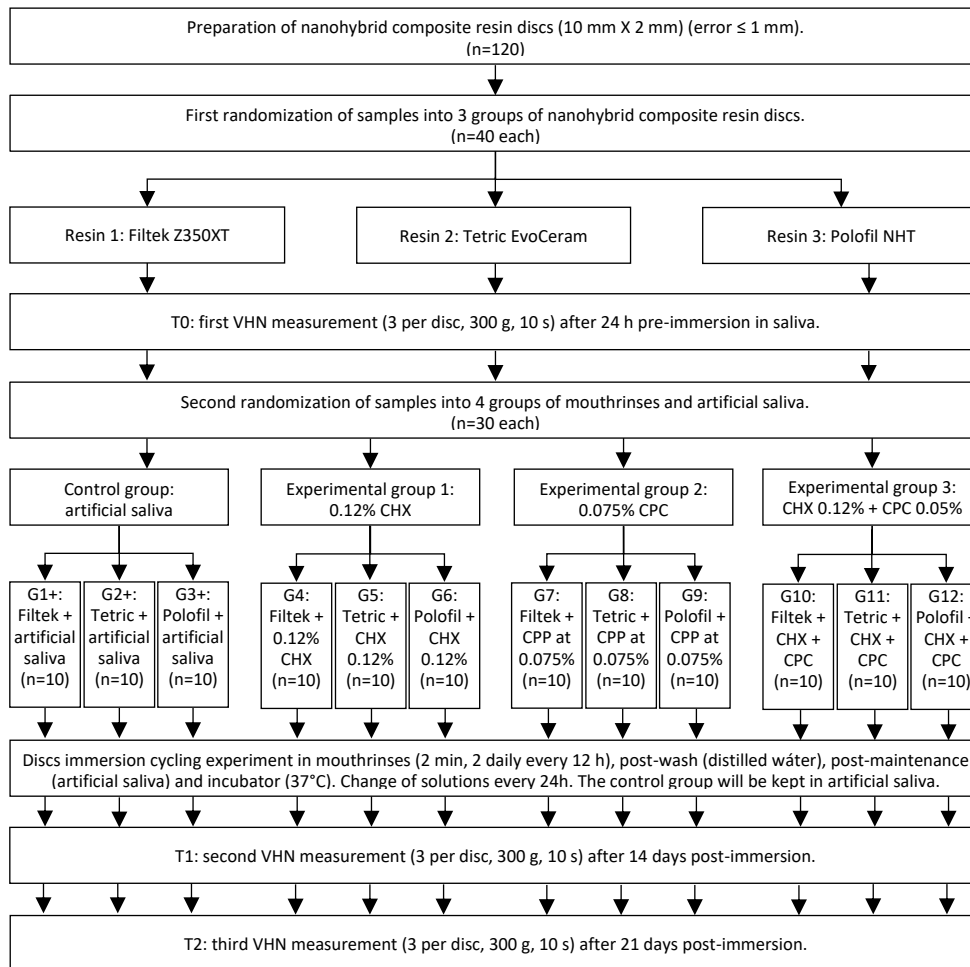 Preparation of nanohybrid composite resin discs (10 mm X 2 mm) (error ≤ 1 mm).
(n=120)
First randomization of samples into 3 groups of nanohybrid composite resin discs.
(n=40 each)
Resin 1: Filtek Z350XT
Resin 2: Tetric EvoCeram
Resin 3: Polofil NHT
T0: first VHN measurement (3 per disc, 300 g, 10 s) after 24 h pre-immersion in saliva.
Second randomization of samples into 4 groups of mouthrinses and artificial saliva.
(n=30 each)
Control group:
artificial saliva
Experimental group 1:
0.12% CHX
Experimental group 2:
0.075% CPC
Experimental group 3:
CHX 0.12% + CPC 0.05%
G1+:
Filtek +
artificial
saliva
(n=10)
G2+:
Tetric +
artificial
saliva
(n=10)
G3+:
Polofil +
artificial
saliva
(n=10)
G4:
Filtek +
0.12%
CHX
(n=10)
G5:
Tetric +
CHX
0.12%
(n=10)
G6:
Polofil +
CHX
0.12%
(n=10)
G7:
Filtek +
CPP at
0.075%
(n=10)
G8:
Tetric +
CPP at
0.075%
(n=10)
G9:
Polofil +
CPP at
0.075%
(n=10)
G10:
Filtek +
CHX +
CPC
(n=10)
G11:
Tetric +
CHX +
CPC
(n=10)
G12:
Polofil +
CHX +
CPC
(n=10)
Discs immersion cycling experiment in mouthrinses (2 min, 2 daily every 12 h), post-wash (distilled wáter), post-maintenance
(artificial saliva) and incubator (37°C). Change of solutions every 24h. The control group will be kept in artificial saliva.
T1: second VHN measurement (3 per disc, 300 g, 10 s) after 14 days post-immersion.
T2: third VHN measurement (3 per disc, 300 g, 10 s) after 21 days post-immersion.